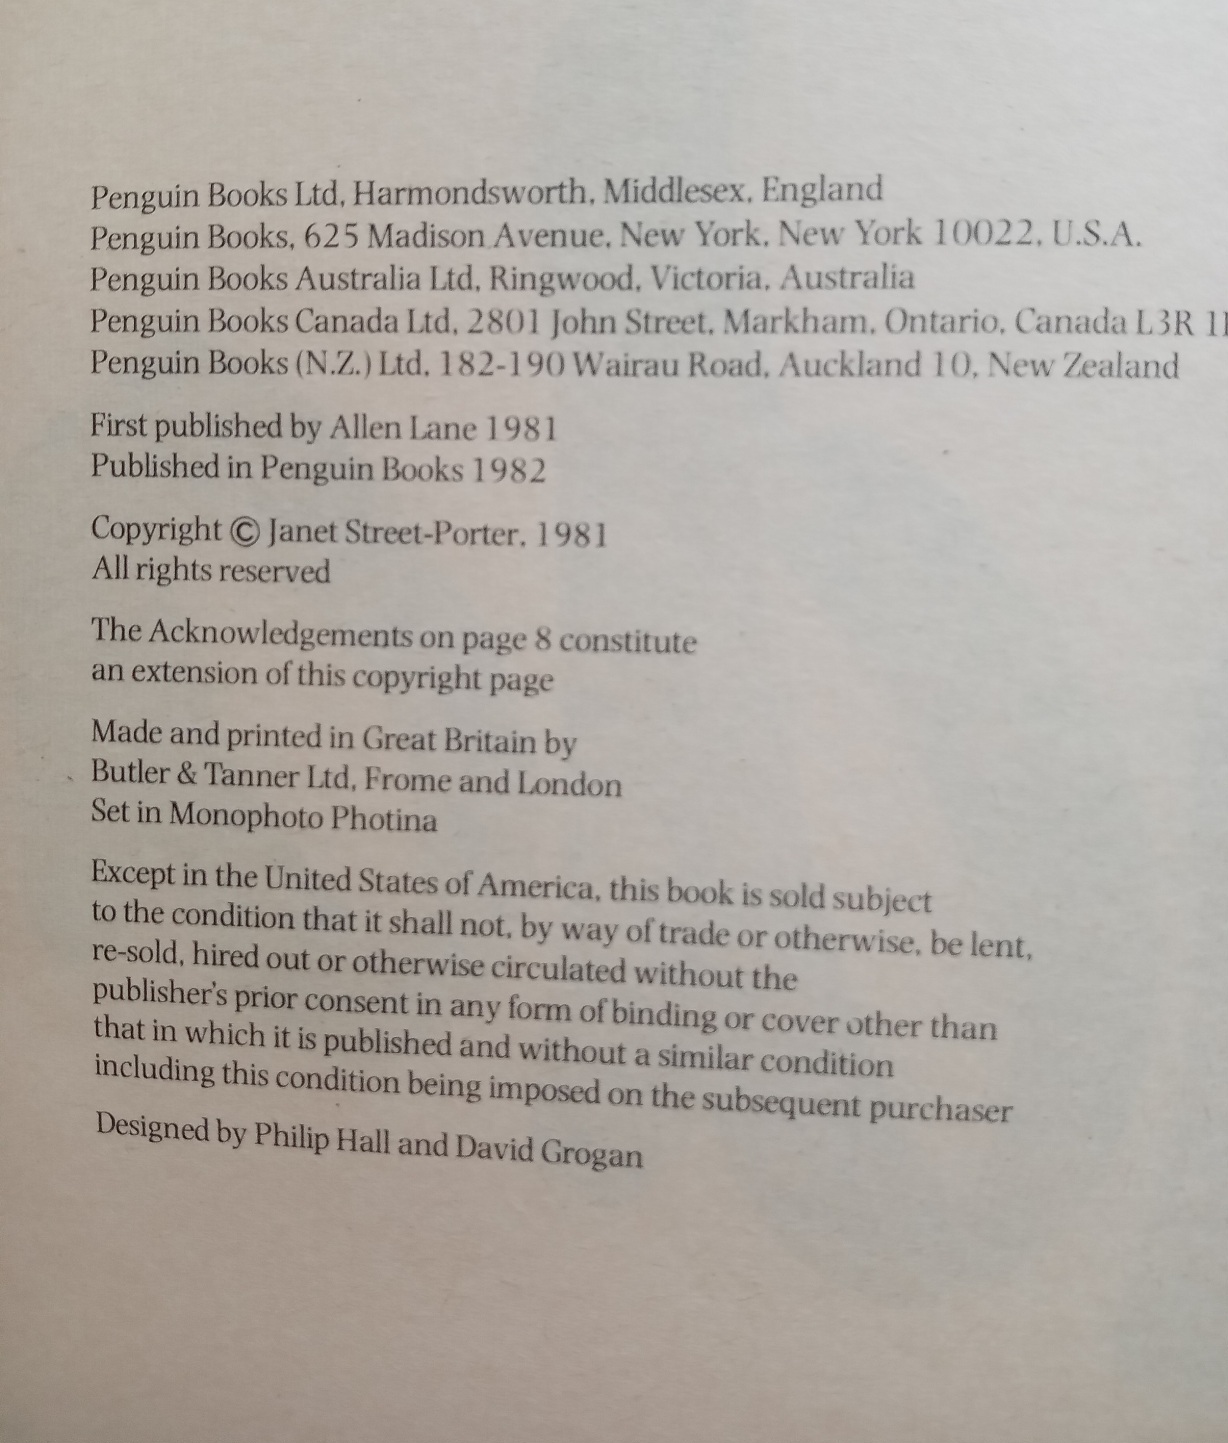 Penguin Books Ltd, Harmondsworth, Middlesex, England
Penguin Books, 625 Madison Avenue, New York, New York 10022, U.S.A.
Penguin Books Australia Ltd, Ringwood, Victoria, Australia
Penguin Books Canada Ltd, 2801 John Street, Markham, Ontario, Canada L3R
Penguin Books (N.Z.) Ltd, 182-190 Wairau Road, Auckland 10, New Zealand
First published by Allen Lane 1981
Published in Penguin Books 1982
Copyright © Janet Street-Porter, 1981
All rights reserved
The Acknowledgements on page 8 constitute
an extension of this copyright page
Made and printed in Great Britain by
Butler & Tanner Ltd, Frome and London
Set in Monophoto Photina
Except in the United States of America, this book is sold subject
to the condition that it shall not, by way of trade or otherwise, be lent,
re-sold, hired out or otherwise circulated without the
publisher's prior consent in any form of binding or cover other than
that in which it is published and without a similar condition
including this condition being imposed on the subsequent purchaser
Designed by Philip Hall and David Grogan